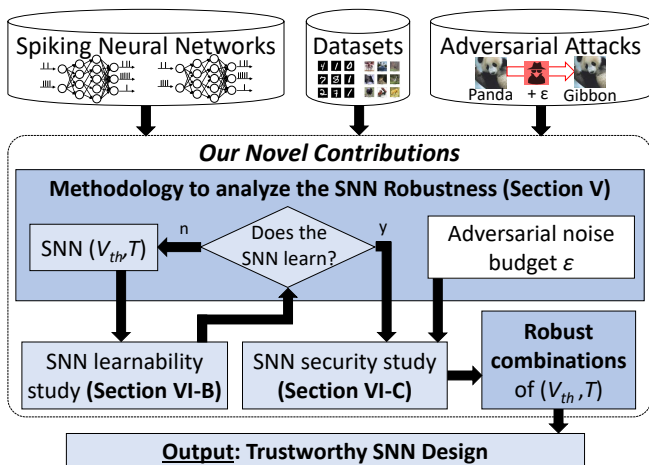 Spiking Neural Networks
Datasets
Adversarial Attacks
Panda + ε Gibbon
Our Novel Contributions
Methodology to analyze the SNN Robustness (Section V)
n
y
SNN (Vth,T)
Does the
SNN learn?
Adversarial noise
budget ε
SNN learnability
study (Section VI-B)
SNN security study
(Section VI-C)
Robust
combinations
of (Vth ,T)
Output: Trustworthy SNN Design